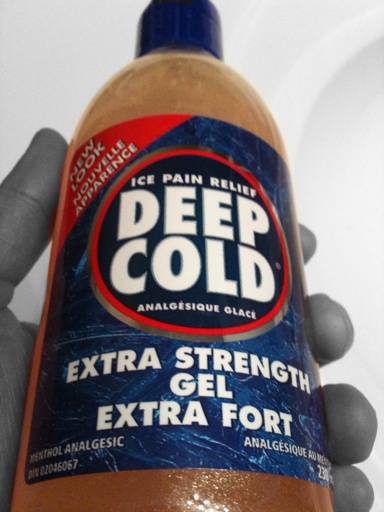 NEW
LOOK
NOUVELLE
APPARENCE
ICE PAIN RELIEF
DEEP
COLD
ANALGÉSIQUE GLACÉ
EXTRA STRENGTH
GEL
EXTRA FORT
MENTHOL ANALGESIC
ANALGÉSIQUE AU
DIN 02046067
230